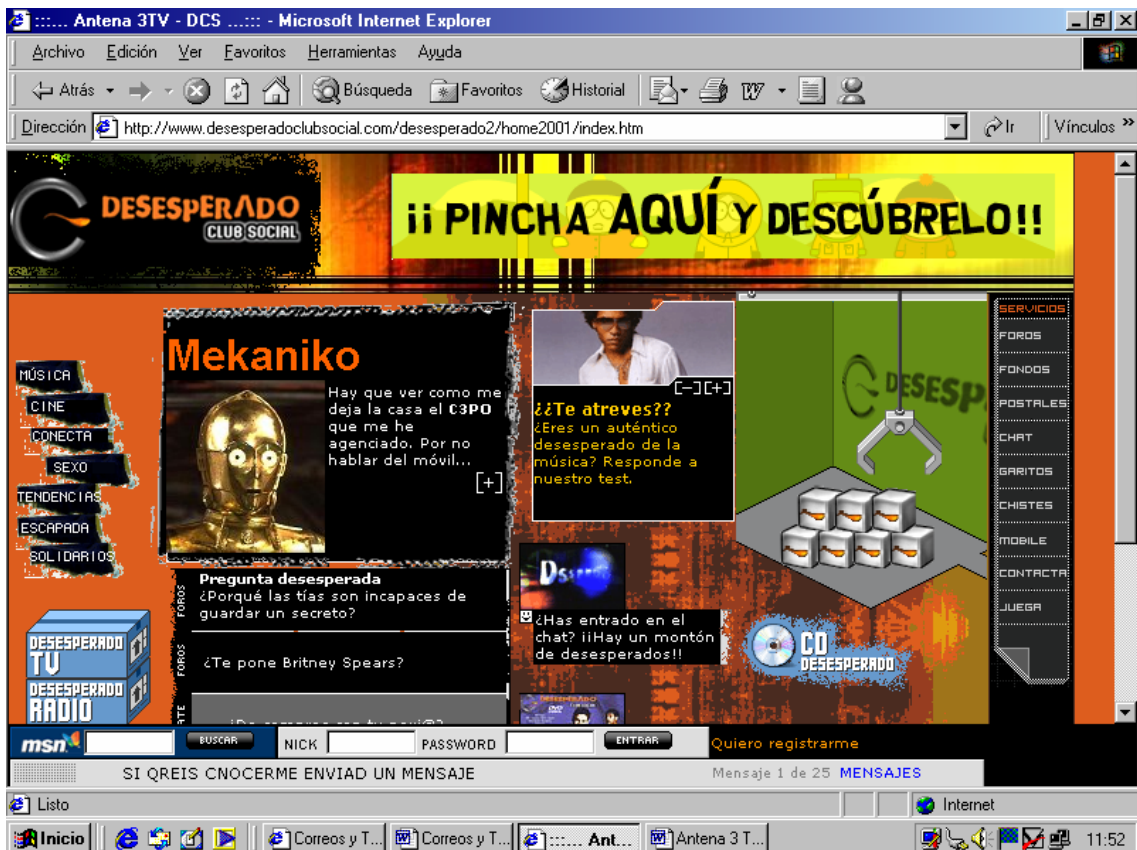 :::... Antena 3TV - DCS ...::: - Microsoft Internet Explorer
Archivo Edición Ver Favoritos Herramientas Ayuda
Atrás Búsqueda Favoritos Historial
Dirección http://www.desesperadoclubsocial.com/desesperado2/home2001/index.htm Ir Vínculos »
DESESPERADO
CLUB SOCIAL
¡¡PINCHA AQUÍ Y DESCÚBRELO!!
MÚSICA
CINE
CONECTA
SEXO
TENDENCIAS
ESCAPADA
SOLIDARIOS
DESESPERADO
TV
DESESPERADO
RADIO
Mekaniko
Hay que ver como me
deja la casa el C3PO
que me he
agenciado. Por no
hablar del móvil...
[+]
FOROS
Pregunta desesperada
¿Porqué las tías son incapaces de
guardar un secreto?
FOROS
¿Te pone Britney Spears?
[-][+]
¿¿Te atreves??
¿Eres un auténtico
desesperado de la
música? Responde a
nuestro test.
¿Has entrado en el
chat? ¡¡Hay un montón
de desesperados!!
DESESP
CD
DESESPERADO
SERVICIOS
FOROS
FONDOS
POSTALES
CHAT
GARITOS
CHISTES
MOBILE
CONTACTA
JUEGA
msn BUSCAR NICK PASSWORD ENTRAR Quiero registrarme
SI QREIS CNOCERME ENVIAD UN MENSAJE Mensaje 1 de 25 MENSAJES
Listo Internet
Inicio Correos y T... Correos y T... :::... Ant... Antena 3 T... 11:52